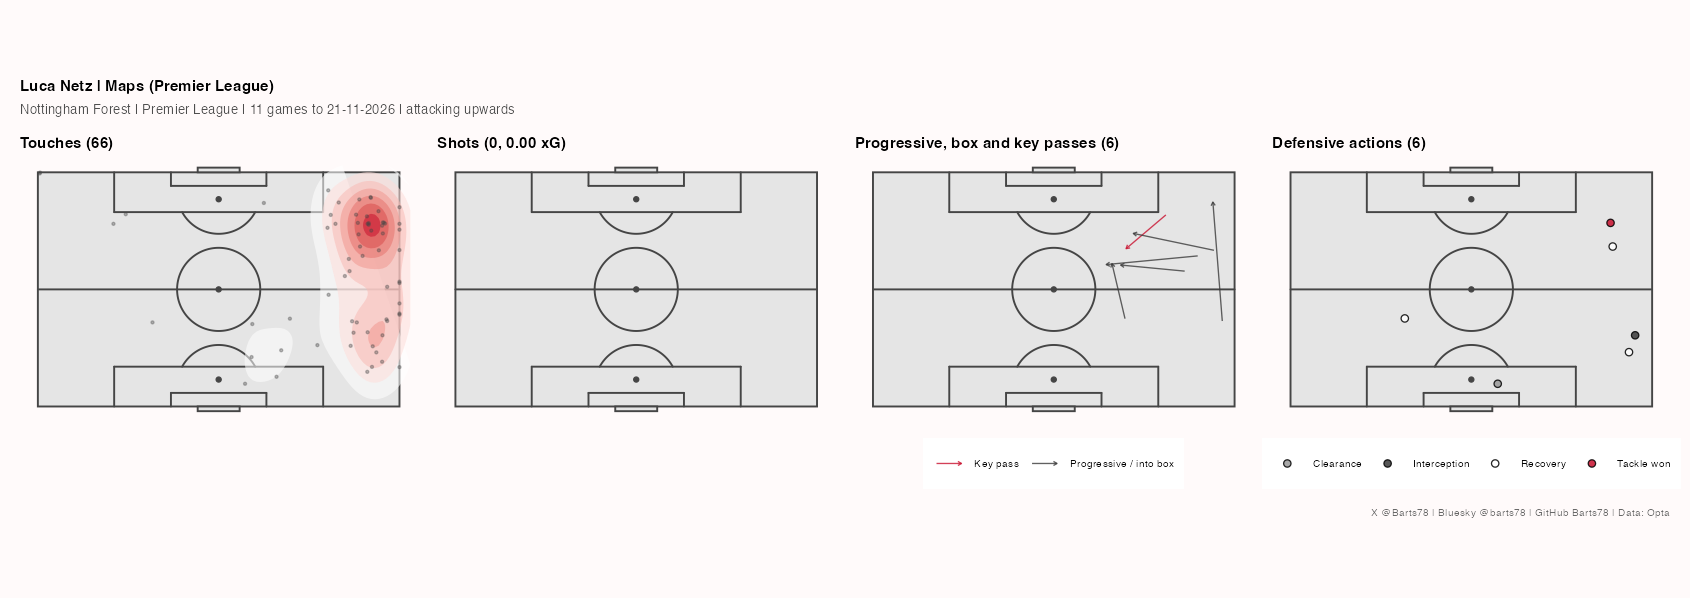 Luca Netz | Maps (Premier League)
Nottingham Forest | Premier League | 11 games to 21-11-2026 | attacking upwards
Touches (66)
Shots (0, 0.00 xG)
Progressive, box and key passes (6)
Defensive actions (6)
Key pass
Progressive / into box
Clearance
Interception
Recovery
Tackle won
X @Barts78 | Bluesky @barts78 | GitHub Barts78 | Data: Opta